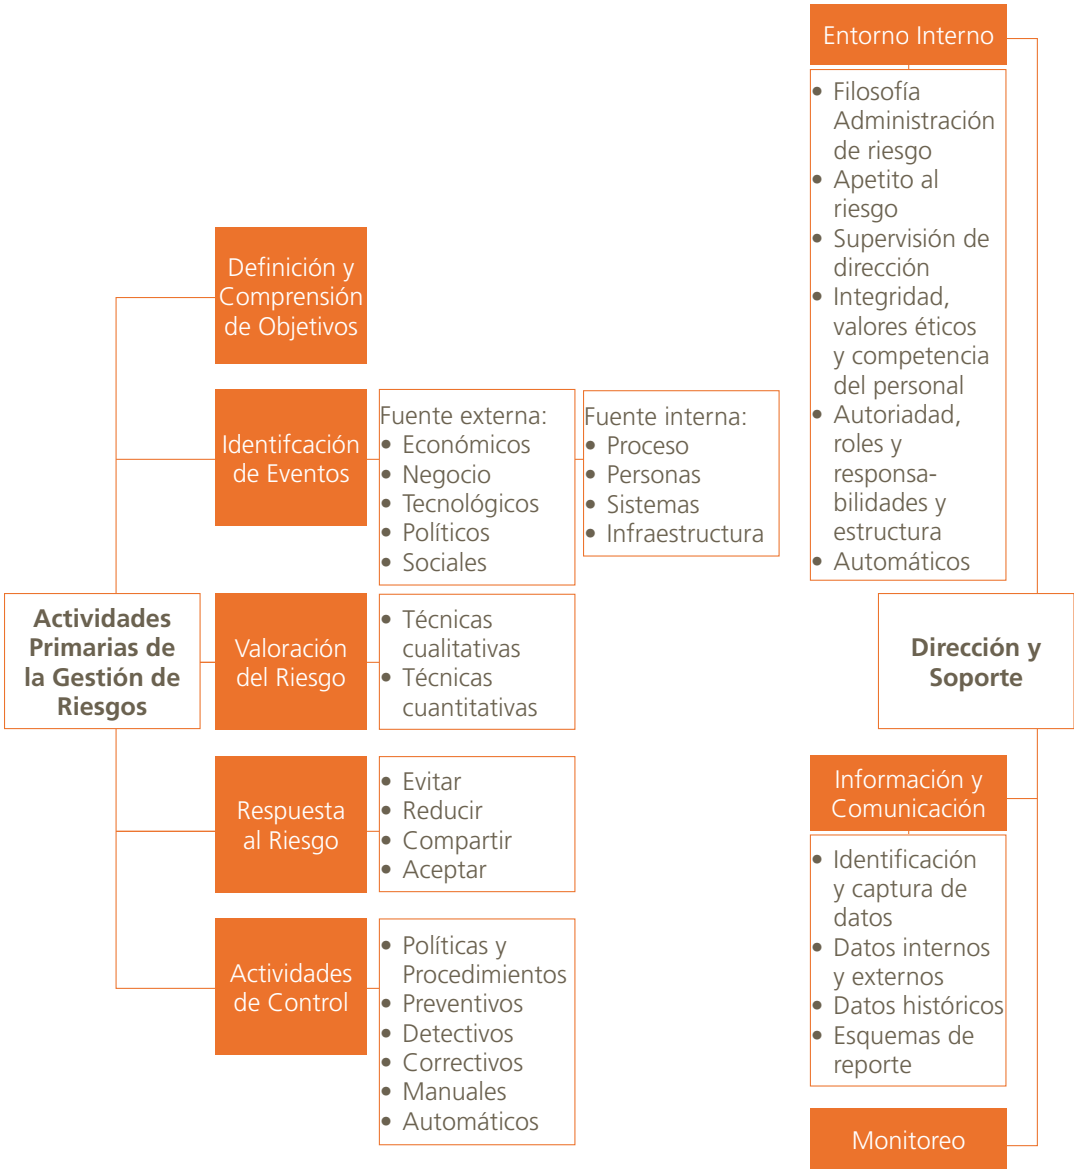 Actividades
Primarias de
la Gestión de
Riesgos
Definición y
Comprensión
de Objetivos
Identifcación
de Eventos
Fuente externa:
• Económicos
• Negocio
• Tecnológicos
• Políticos
• Sociales
Fuente interna:
• Proceso
• Personas
• Sistemas
• Infraestructura
Valoración
del Riesgo
• Técnicas
cualitativas
• Técnicas
cuantitativas
Respuesta
al Riesgo
• Evitar
• Reducir
• Compartir
• Aceptar
Actividades
de Control
• Políticas y
Procedimientos
• Preventivos
• Detectivos
• Correctivos
• Manuales
• Automáticos
Dirección y
Soporte
Entorno Interno
• Filosofía
Administración
de riesgo
• Apetito al
riesgo
• Supervisión de
dirección
• Integridad,
valores éticos
y competencia
del personal
• Autoriadad,
roles y
responsa-
bilidades y
estructura
• Automáticos
Información y
Comunicación
• Identificación
y captura de
datos
• Datos internos
y externos
• Datos históricos
• Esquemas de
reporte
Monitoreo